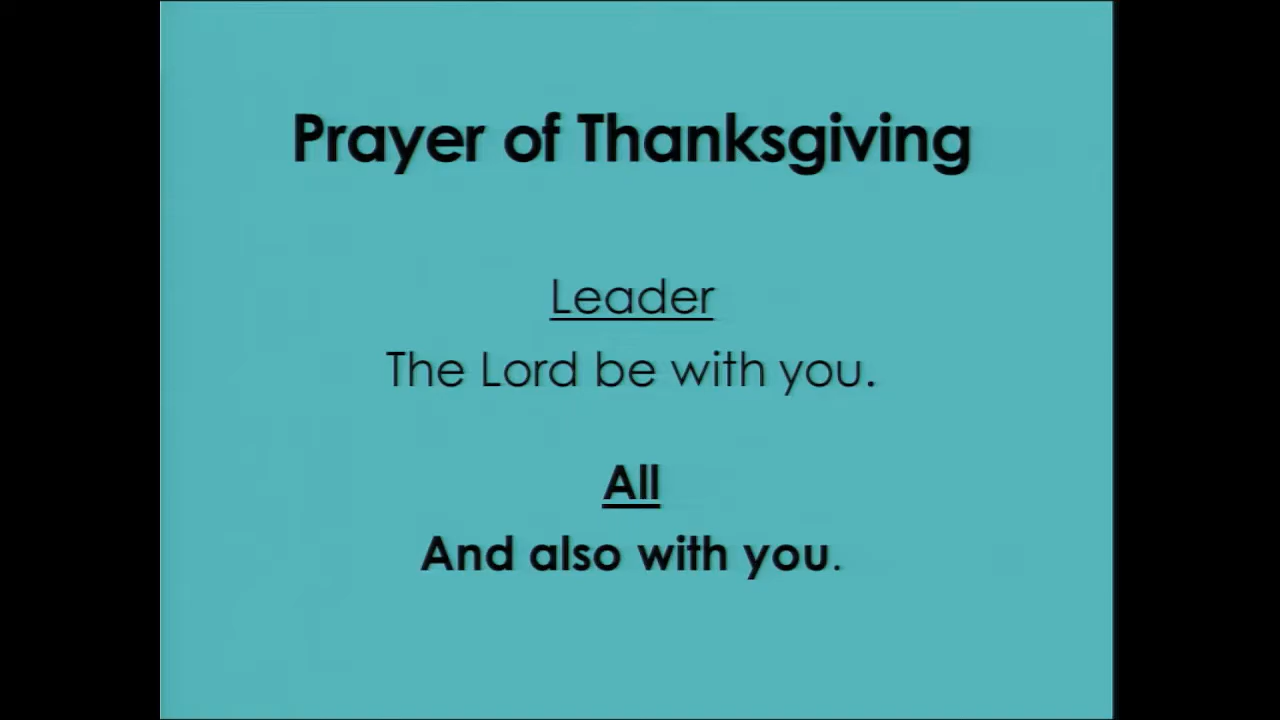 Prayer of Thanksgiving
Leader
The Lord be with you.
All
And also with you.